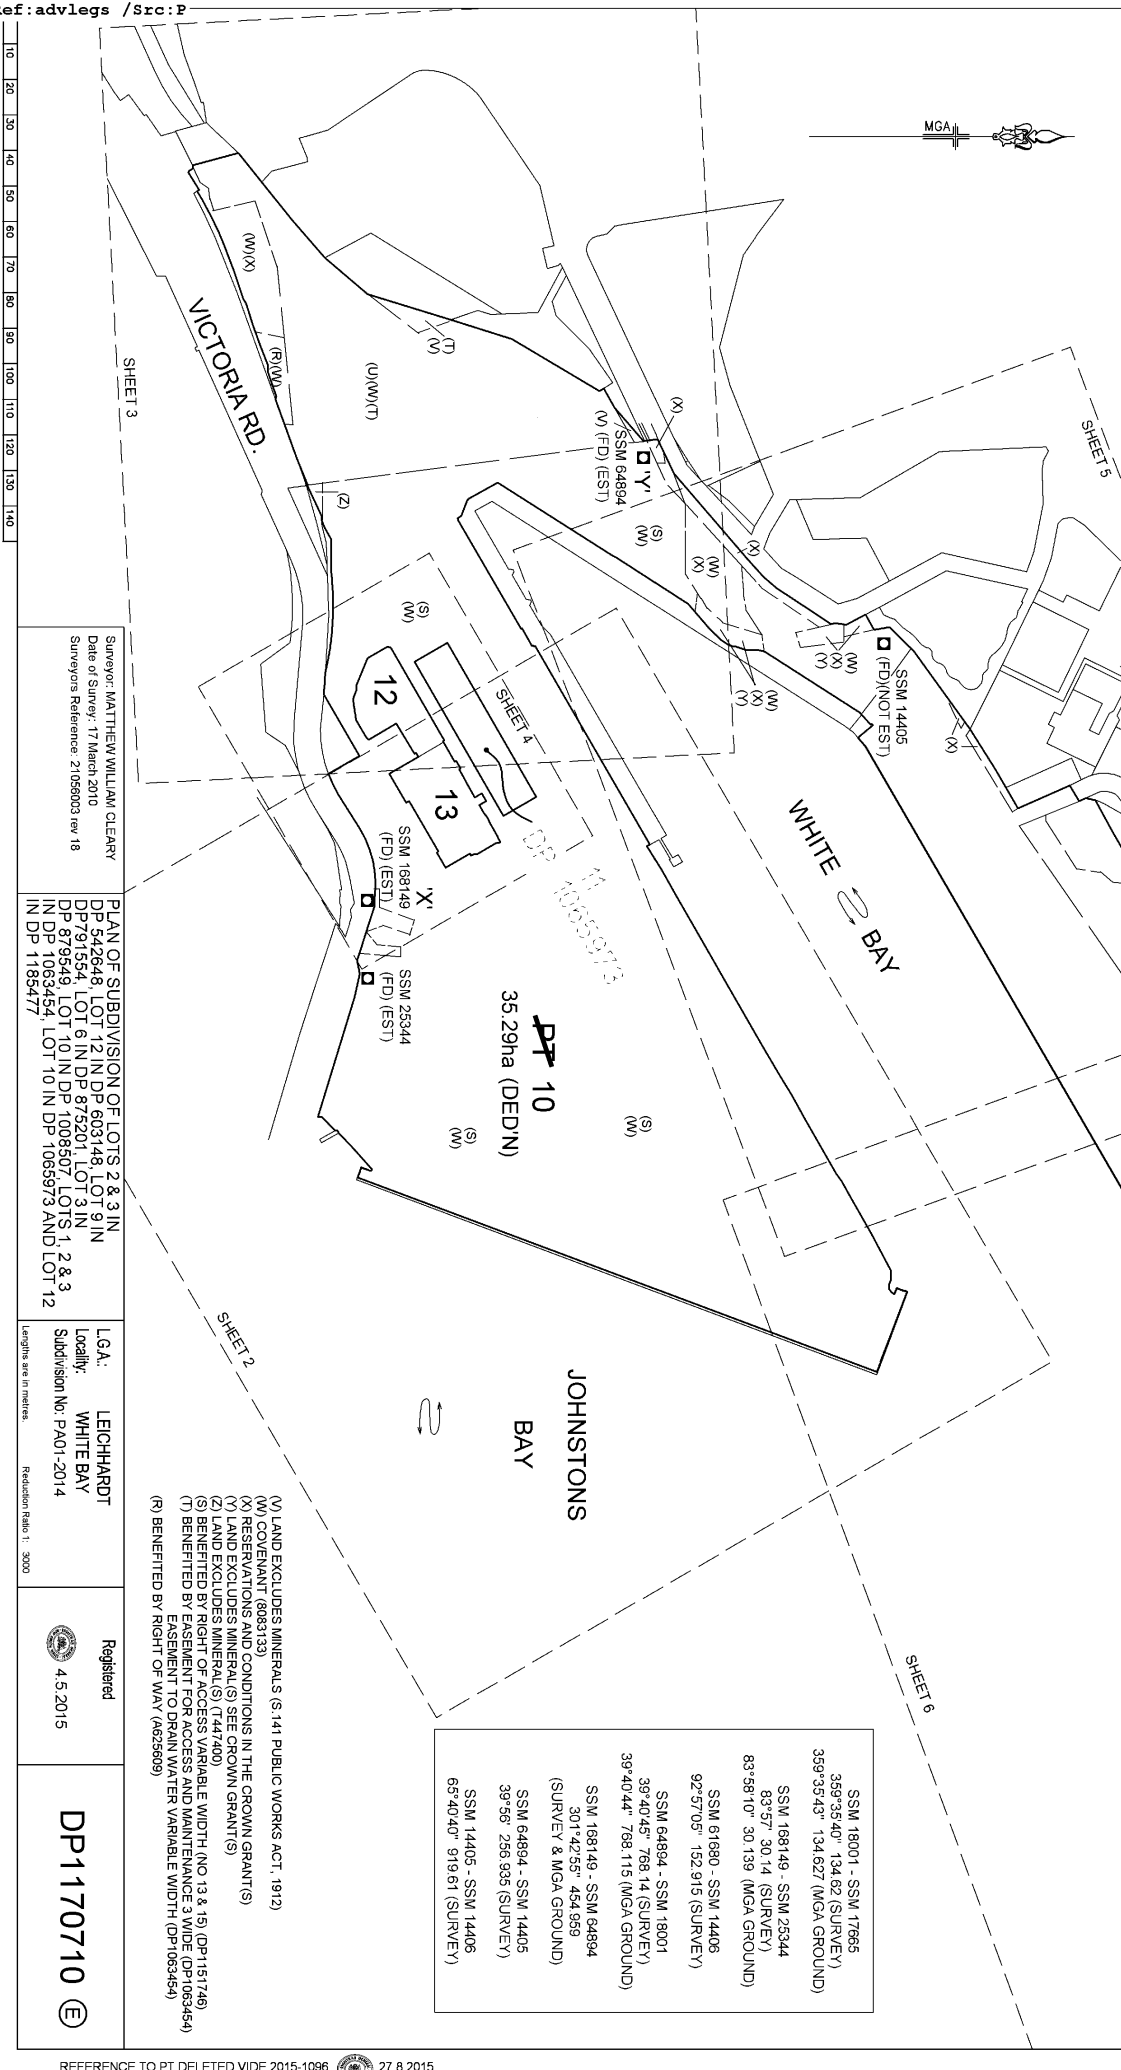 ef:advlegs /Src:P
10 20 30 40 50 60 70 80 90 100 110 120 130 140
MGA
SHEET 3
SHEET 5
VICTORIA RD.
(W)(X)
(R)(W)
(U)(W)(T)
(T)
(V)
(X)
'Y'
SSM 64894
(V) (FD) (EST)
(Z)
(S)
(W)
(X)
(W)
(X)
(S)
(W)
(W)
(X)
(Y)
(W)
(X)
(Y)
SSM 14405
(FD)(NOT EST)
(X)
12
13
SHEET 4
DP 11
1065973
WHITE BAY
'X'
SSM 168149
(FD) (EST)
SSM 25344
(FD) (EST)
PT 10
35.29ha (DED'N)
(S)
(W)
(S)
(W)
SHEET 2
JOHNSTONS
BAY
SHEET 6
(V) LAND EXCLUDES MINERALS (S.141 PUBLIC WORKS ACT, 1912)
(W) COVENANT (8083133)
(X) RESERVATIONS AND CONDITIONS IN THE CROWN GRANT(S)
(Y) LAND EXCLUDES MINERAL(S) SEE CROWN GRANT(S)
(Z) LAND EXCLUDES MINERAL(S) (T447400)
(S) BENEFITED BY RIGHT OF ACCESS VARIABLE WIDTH (NO 13 & 15) (DP1151746)
(T) BENEFITED BY EASEMENT FOR ACCESS AND MAINTENANCE 3 WIDE (DP1063454)
EASEMENT TO DRAIN WATER VARIABLE WIDTH (DP1063454)
(R) BENEFITED BY RIGHT OF WAY (A625609)
SSM 18001 - SSM 17665
359°35'40" 134.62 (SURVEY)
359°35'43" 134.627 (MGA GROUND)
SSM 168149 - SSM 25344
83°57' 30.14 (SURVEY)
83°58'10" 30.139 (MGA GROUND)
SSM 61680 - SSM 14406
92°57'05" 152.915 (SURVEY)
SSM 64894 - SSM 18001
39°40'45" 768.14 (SURVEY)
39°40'44" 768.115 (MGA GROUND)
SSM 168149 - SSM 64894
301°42'55" 454.959
(SURVEY & MGA GROUND)
SSM 64894 - SSM 14405
39°56' 256.935 (SURVEY)
SSM 14405 - SSM 14406
65°40'40" 919.61 (SURVEY)
Surveyor: MATTHEW WILLIAM CLEARY
Date of Survey: 17 March 2010
Surveyors Reference: 21056003 rev 18
PLAN OF SUBDIVISION OF LOTS 2 & 3 IN
DP 542648, LOT 12 IN DP 603148, LOT 9 IN
DP791554, LOT 6 IN DP 875201, LOT 3 IN
DP 879549, LOT 10 IN DP 1008507, LOTS 1, 2 & 3
IN DP 1063454, LOT 10 IN DP 1065973 AND LOT 12
IN DP 1185477
L.G.A.: LEICHHARDT
Locality: WHITE BAY
Subdivision No: PA01-2014
Lengths are in metres. Reduction Ratio 1: 3000
Registered
4.5.2015
DP1170710 E
REFERENCE TO PT DELETED VIDE 2015-1096 27.8.2015